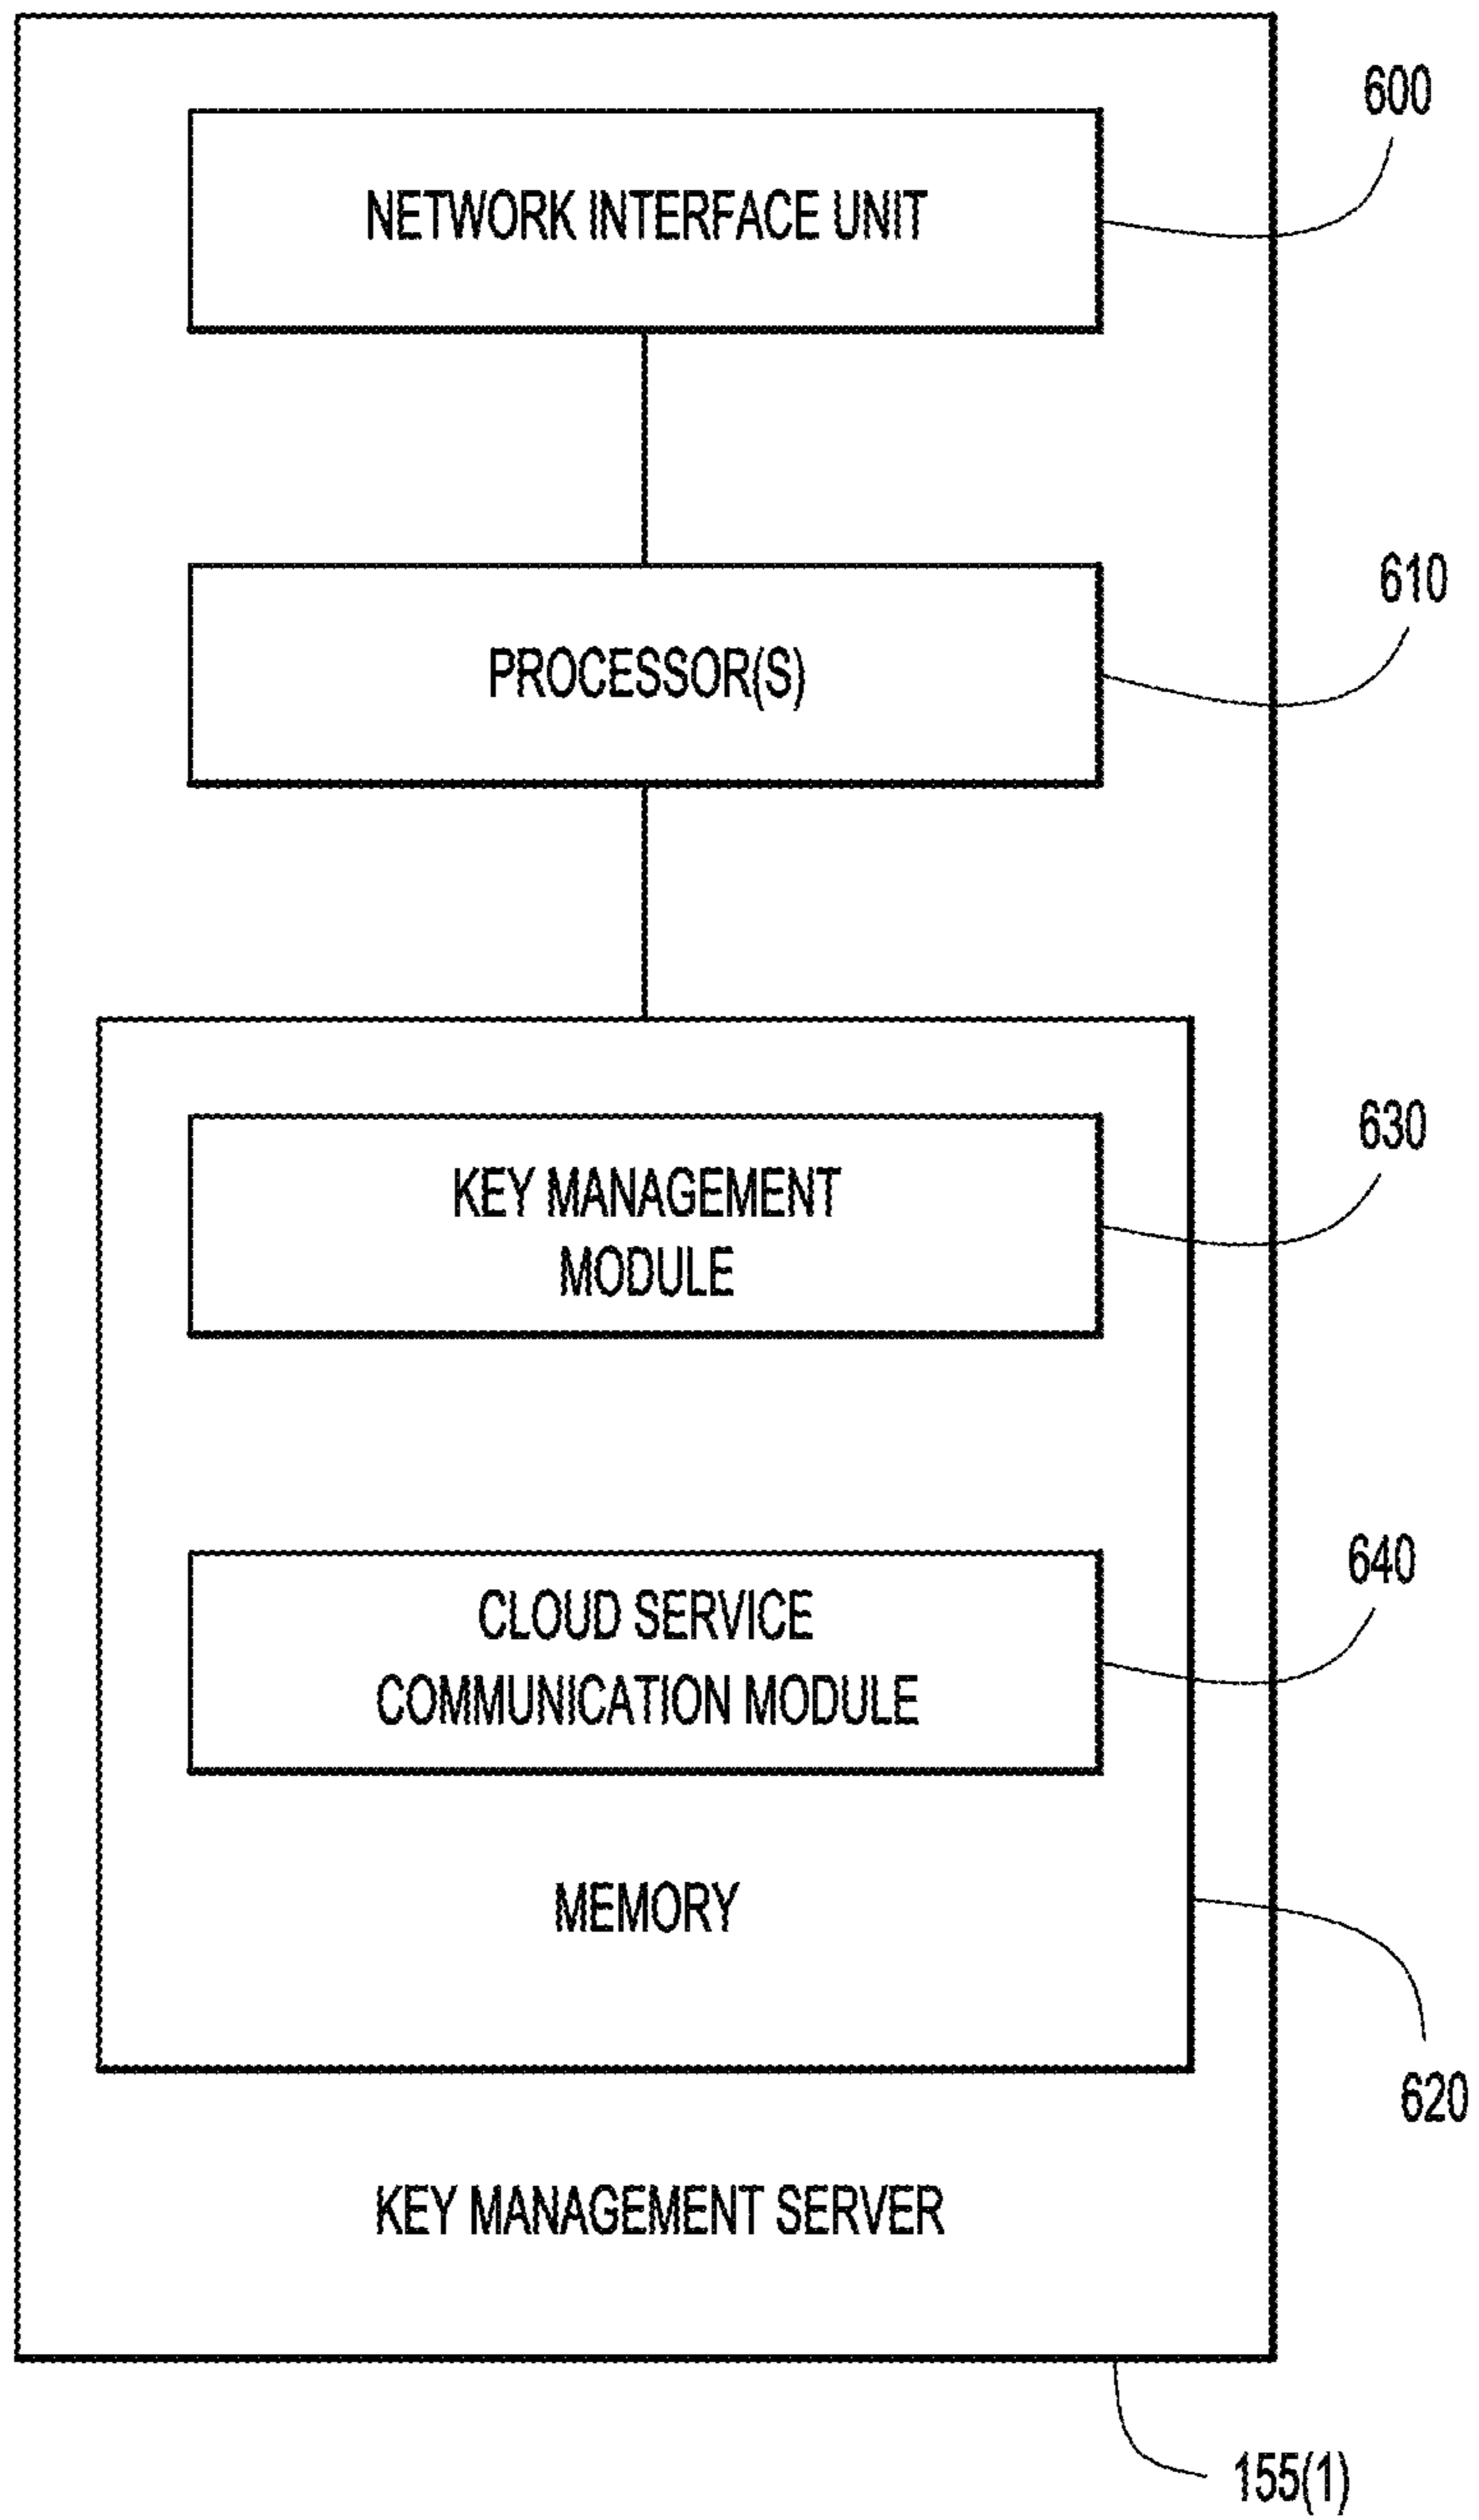 600
NETWORK INTERFACE UNIT
610
PROCESSOR(S)
630
KEY MANAGEMENT
MODULE
640
CLOUD SERVICE
COMMUNICATION MODULE
MEMORY
620
KEY MANAGEMENT SERVER
155(1)